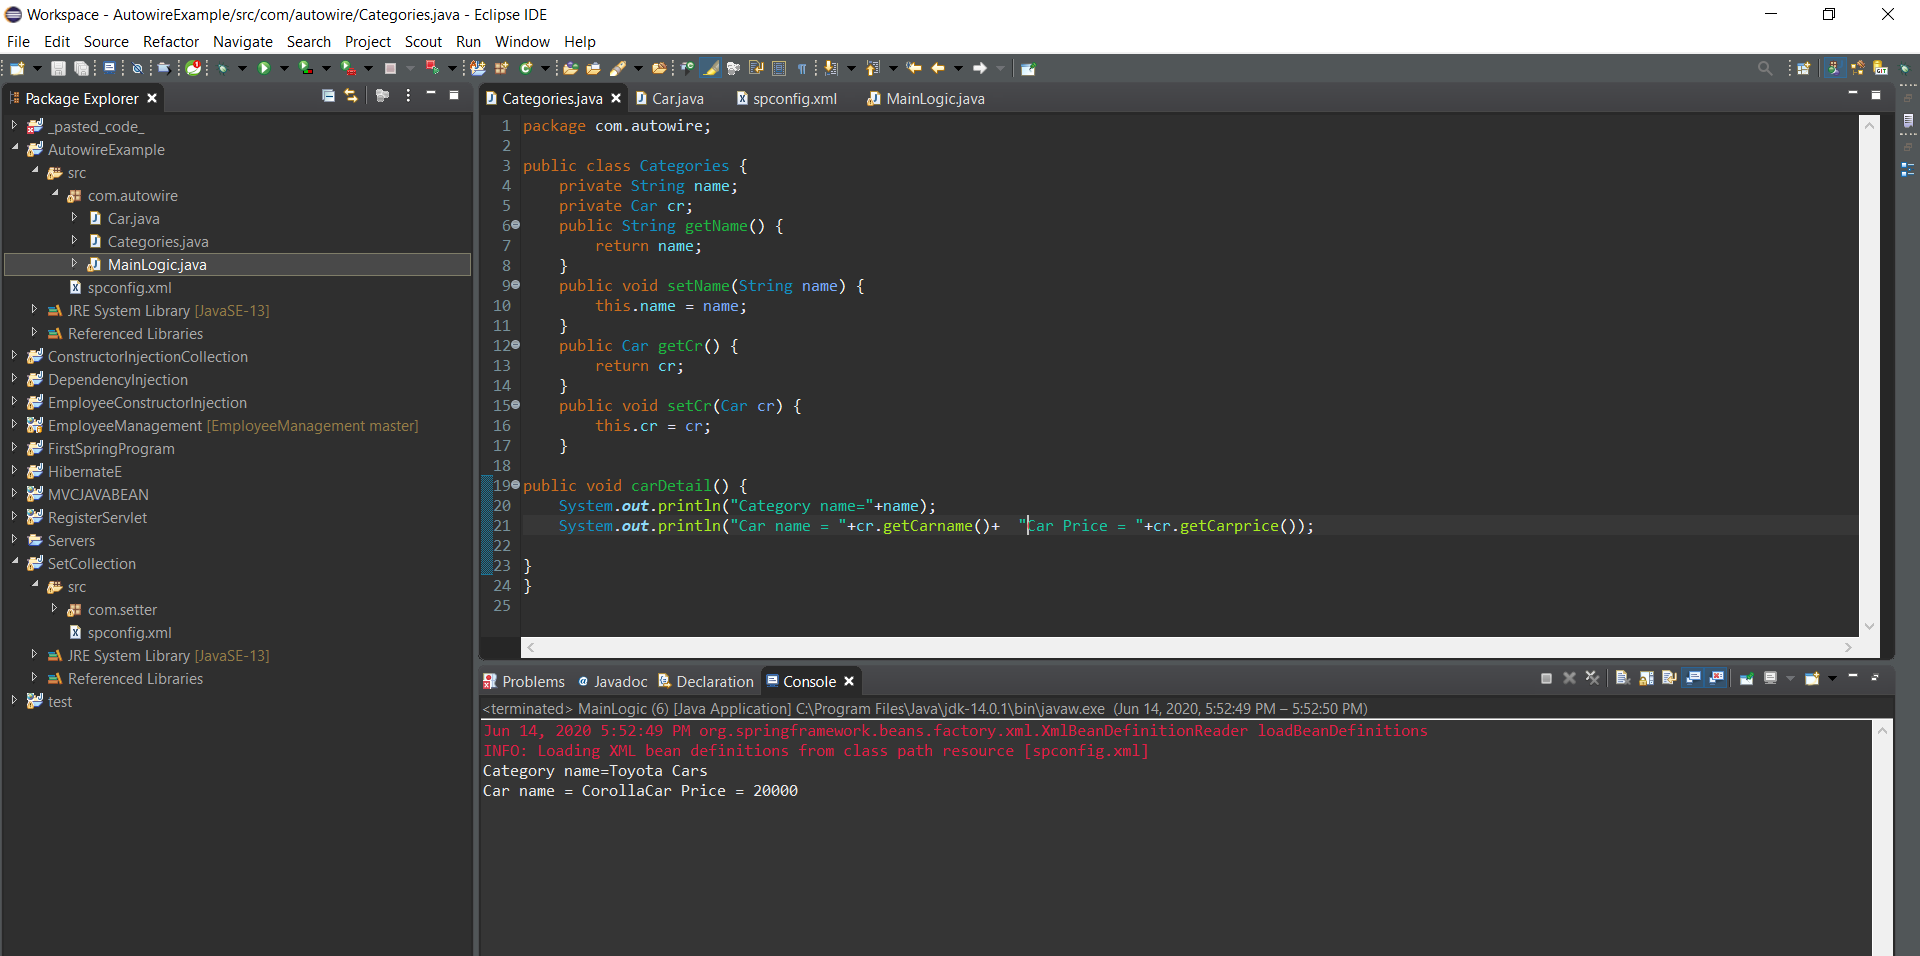 Workspace - AutowireExample/src/com/autowire/Categories.java - Eclipse IDE
File Edit Source Refactor Navigate Search Project Scout Run Window Help
Package Explorer
_pasted_code_
AutowireExample
src
com.autowire
Car.java
Categories.java
MainLogic.java
spconfig.xml
JRE System Library [JavaSE-13]
Referenced Libraries
ConstructorInjectionCollection
DependencyInjection
EmployeeConstructorInjection
EmployeeManagement [EmployeeManagement master]
FirstSpringProgram
HibernateE
MVCJAVABEAN
RegisterServlet
Servers
SetCollection
src
com.setter
spconfig.xml
JRE System Library [JavaSE-13]
Referenced Libraries
test
Categories.java Car.java spconfig.xml MainLogic.java
1 package com.autowire;
2
3 public class Categories {
4     private String name;
5     private Car cr;
6     public String getName() {
7         return name;
8     }
9     public void setName(String name) {
10         this.name = name;
11     }
12     public Car getCr() {
13         return cr;
14     }
15     public void setCr(Car cr) {
16         this.cr = cr;
17     }
18
19 public void carDetail() {
20     System.out.println("Category name="+name);
21     System.out.println("Car name = "+cr.getCarname()+  "Car Price = "+cr.getCarprice());
22
23 }
24 }
25
Problems Javadoc Declaration Console
<terminated> MainLogic (6) [Java Application] C:\Program Files\Java\jdk-14.0.1\bin\javaw.exe (Jun 14, 2020, 5:52:49 PM – 5:52:50 PM)
Jun 14, 2020 5:52:49 PM org.springframework.beans.factory.xml.XmlBeanDefinitionReader loadBeanDefinitions
INFO: Loading XML bean definitions from class path resource [spconfig.xml]
Category name=Toyota Cars
Car name = CorollaCar Price = 20000